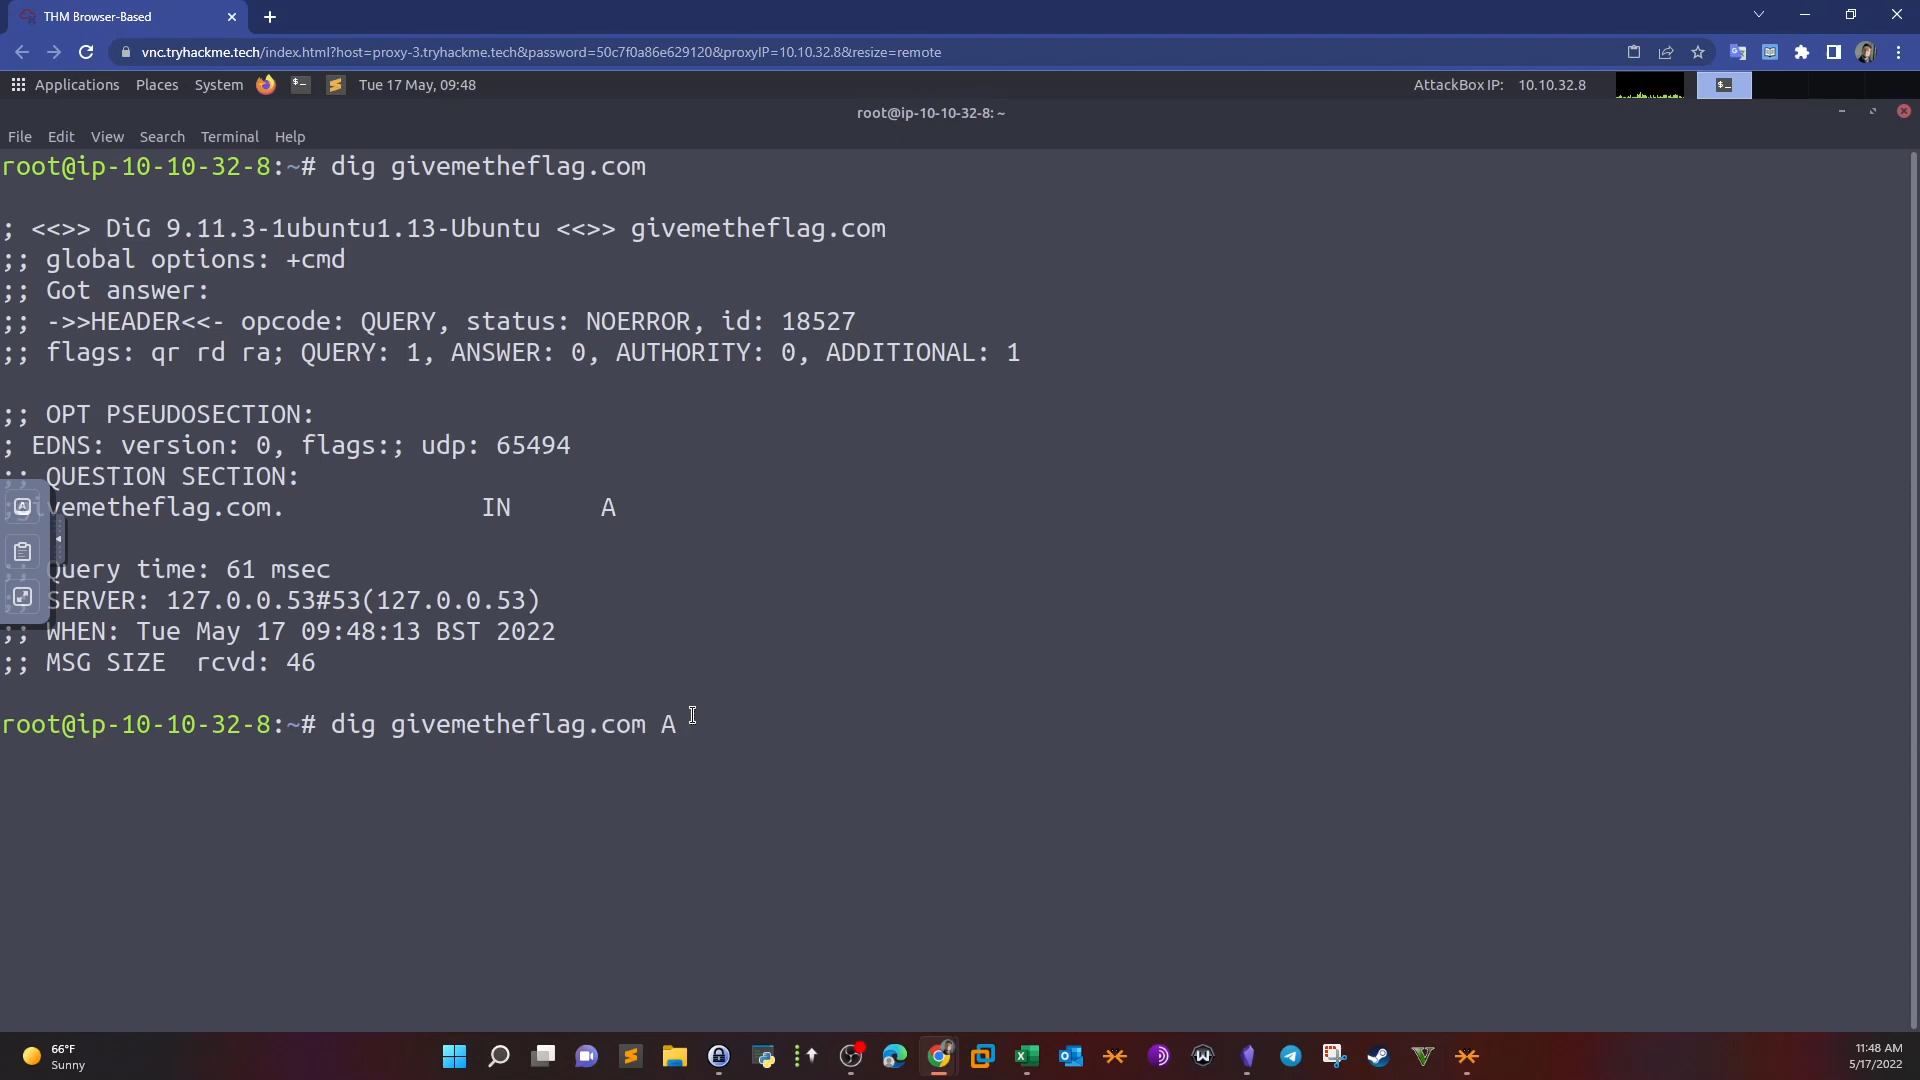 THM Browser-Based
vnc.tryhackme.tech/index.html?host=proxy-3.tryhackme.tech&password=50c7f0a86e629120&proxyIP=10.10.32.8&resize=remote
Applications Places System Tue 17 May, 09:48 AttackBox IP: 10.10.32.8
root@ip-10-10-32-8: ~
File Edit View Search Terminal Help
root@ip-10-10-32-8:~# dig givemetheflag.com
; <<>> DiG 9.11.3-1ubuntu1.13-Ubuntu <<>> givemetheflag.com
;; global options: +cmd
;; Got answer:
;; ->>HEADER<<- opcode: QUERY, status: NOERROR, id: 18527
;; flags: qr rd ra; QUERY: 1, ANSWER: 0, AUTHORITY: 0, ADDITIONAL: 1
;; OPT PSEUDOSECTION:
; EDNS: version: 0, flags:; udp: 65494
;; QUESTION SECTION:
;givemetheflag.com. IN A
;; Query time: 61 msec
;; SERVER: 127.0.0.53#53(127.0.0.53)
;; WHEN: Tue May 17 09:48:13 BST 2022
;; MSG SIZE rcvd: 46
root@ip-10-10-32-8:~# dig givemetheflag.com A
66°F
Sunny
11:48 AM
5/17/2022